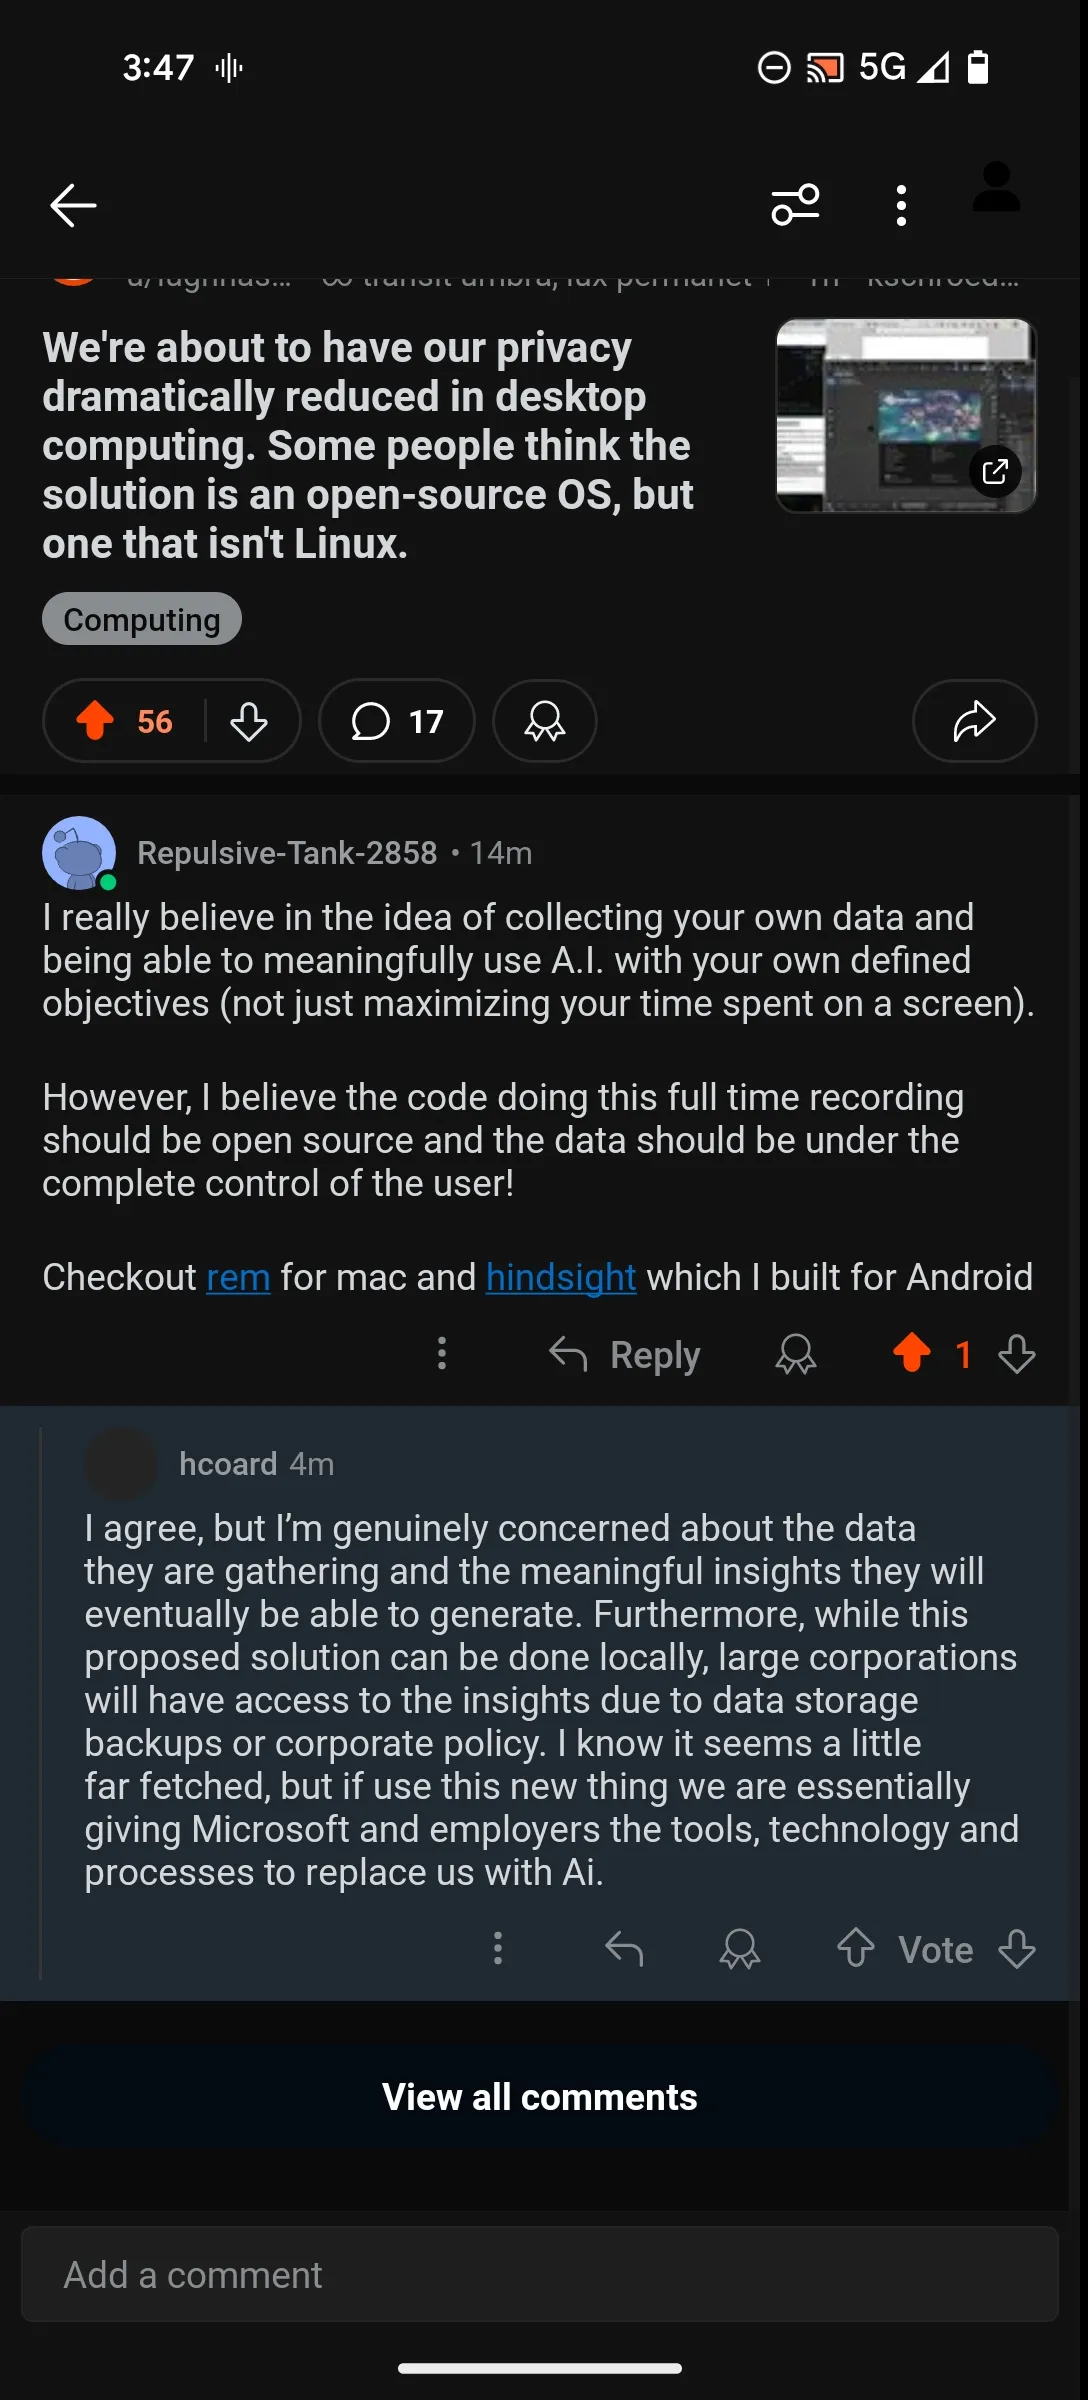 3:47
5G
We're about to have our privacy
dramatically reduced in desktop
computing. Some people think the
solution is an open-source OS, but
one that isn't Linux.
Computing
56
17
Repulsive-Tank-2858 • 14m
I really believe in the idea of collecting your own data and
being able to meaningfully use A.I. with your own defined
objectives (not just maximizing your time spent on a screen).
However, I believe the code doing this full time recording
should be open source and the data should be under the
complete control of the user!
Checkout rem for mac and hindsight which I built for Android
Reply
1
hcoard 4m
I agree, but I’m genuinely concerned about the data
they are gathering and the meaningful insights they will
eventually be able to generate. Furthermore, while this
proposed solution can be done locally, large corporations
will have access to the insights due to data storage
backups or corporate policy. I know it seems a little
far fetched, but if use this new thing we are essentially
giving Microsoft and employers the tools, technology and
processes to replace us with Ai.
Vote
View all comments
Add a comment